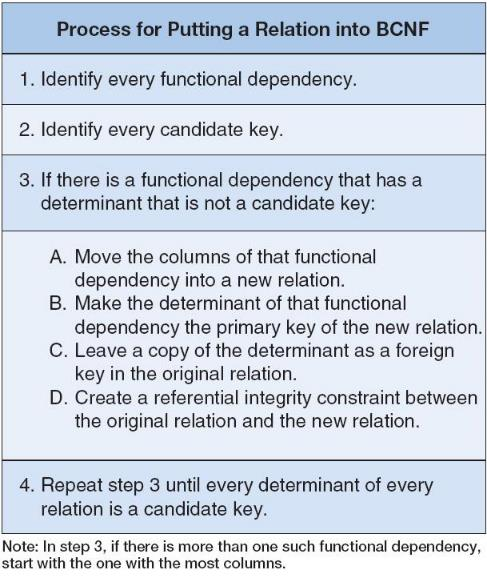 Process for Putting a Relation into BCNF
1. Identify every functional dependency.
2. Identify every candidate key.
3. If there is a functional dependency that has a
determinant that is not a candidate key:
A. Move the columns of that functional
dependency into a new relation.
B. Make the determinant of that functional
dependency the primary key of the new relation.
C. Leave a copy of the determinant as a foreign
key in the original relation.
D. Create a referential integrity constraint between
the original relation and the new relation.
4. Repeat step 3 until every determinant of every
relation is a candidate key.
Note: In step 3, if there is more than one such functional dependency,
start with the one with the most columns.